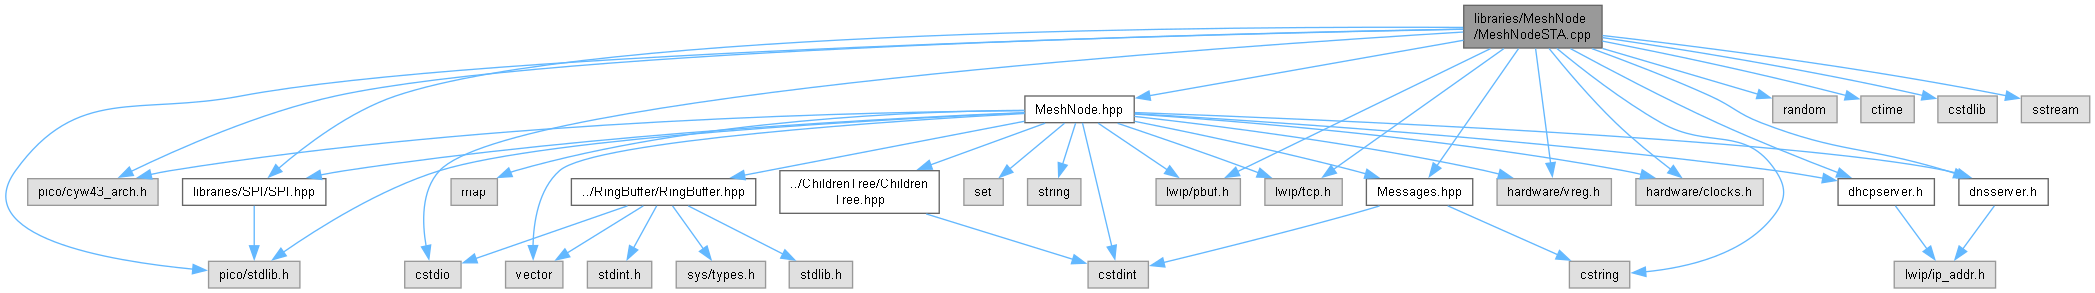 libraries/MeshNode
/MeshNodeSTA.cpp
MeshNode.hpp
random
ctime
cstdlib
sstream
pico/cyw43_arch.h
libraries/SPI/SPI.hpp
map
../RingBuffer/RingBuffer.hpp
../ChildrenTree/Children
Tree.hpp
set
string
lwip/pbuf.h
lwip/tcp.h
Messages.hpp
hardware/vreg.h
hardware/clocks.h
dhcpserver.h
dnsserver.h
pico/stdlib.h
cstdio
vector
stdint.h
sys/types.h
stdlib.h
cstdint
cstring
lwip/ip_addr.h